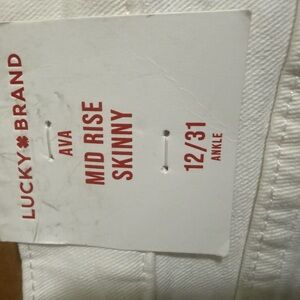 LUCKY BRAND
AVA
MID RISE
SKINNY
12/31
ANKLE